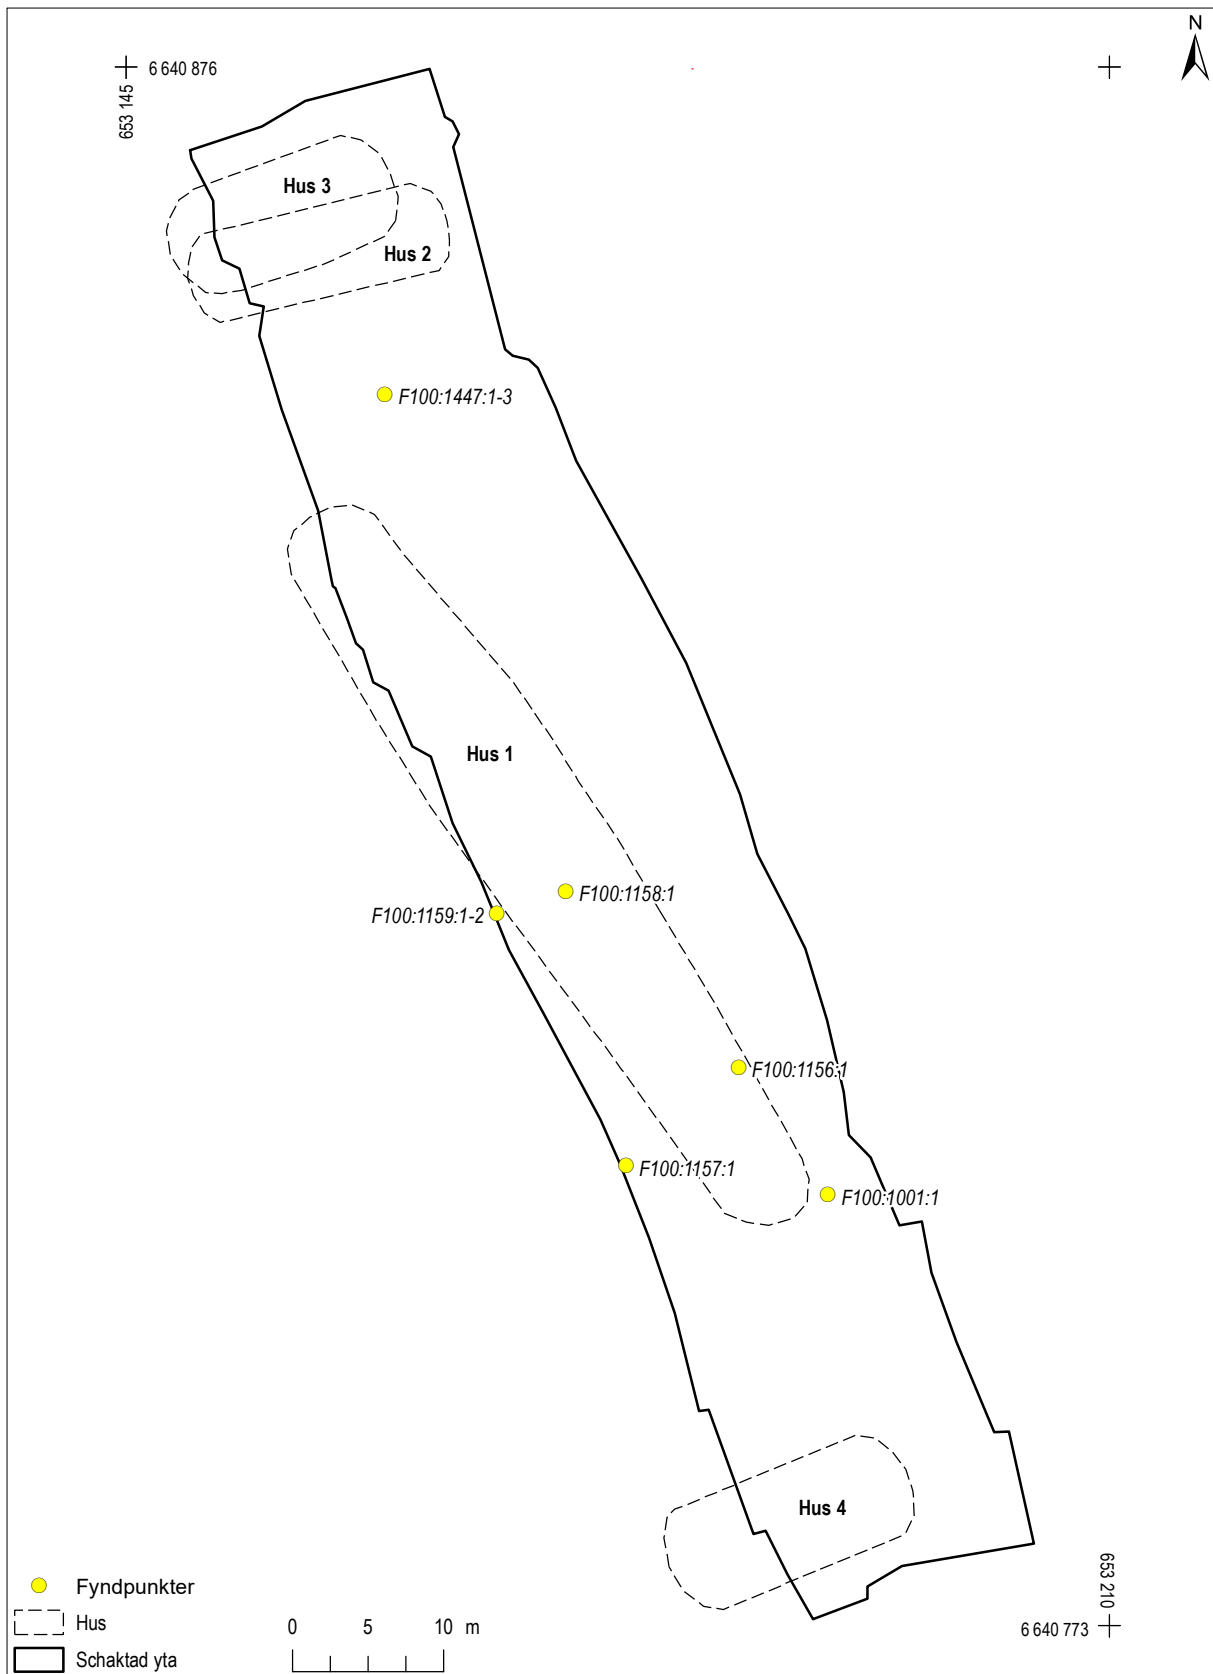 N
6 640 876
653 145
Hus 3
Hus 2
F100:1447:1-3
Hus 1
F100:1158:1
F100:1159:1-2
F100:1156:1
F100:1157:1
F100:1001:1
Hus 4
653 210
6 640 773
Fyndpunkter
Hus
Schaktad yta
0 5 10 m